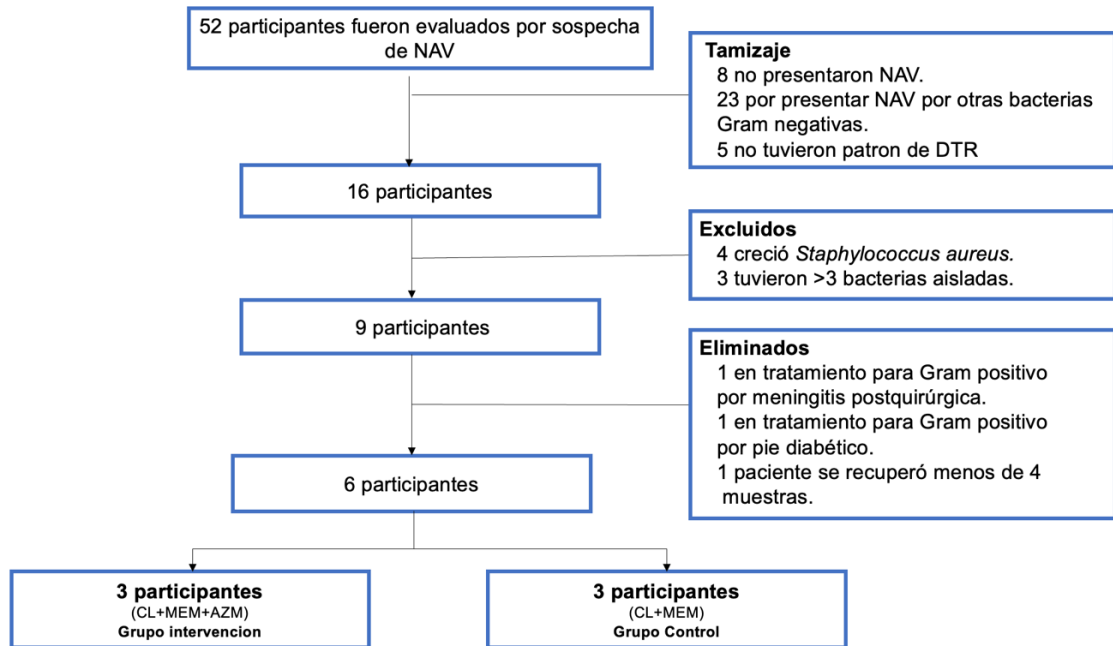 52 participantes fueron evaluados por sospecha
de NAV
Tamizaje
8 no presentaron NAV.
23 por presentar NAV por otras bacterias
Gram negativas.
5 no tuvieron patron de DTR
16 participantes
Excluidos
4 creció Staphylococcus aureus.
3 tuvieron >3 bacterias aisladas.
9 participantes
Eliminados
1 en tratamiento para Gram positivo
por meningitis postquirúrgica.
1 en tratamiento para Gram positivo
por pie diabético.
1 paciente se recuperó menos de 4
muestras.
6 participantes
3 participantes
(CL+MEM+AZM)
Grupo intervencion
3 participantes
(CL+MEM)
Grupo Control